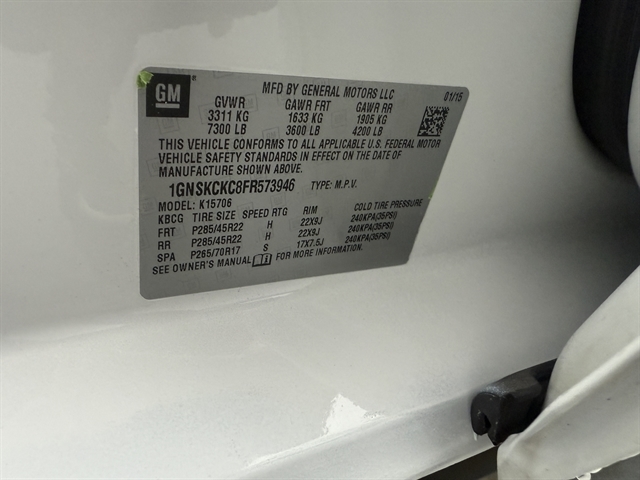 GM
MFD BY GENERAL MOTORS LLC 01/15
GVWR GAWR FRT GAWR RR
3311 KG 1633 KG 1905 KG
7300 LB 3600 LB 4200 LB
THIS VEHICLE CONFORMS TO ALL APPLICABLE U.S. FEDERAL MOTOR
VEHICLE SAFETY STANDARDS IN EFFECT ON THE DATE OF
MANUFACTURE SHOWN ABOVE.
1GNSKCKC8FR573946 TYPE: M.P.V.
MODEL: K15706
KBCG TIRE SIZE SPEED RTG RIM COLD TIRE PRESSURE
FRT P285/45R22 H 22X9J 240KPA(35PSI)
RR P285/45R22 H 22X9J 240KPA(35PSI)
SPA P265/70R17 S 17X7.5J 240KPA(35PSI)
SEE OWNER'S MANUAL FOR MORE INFORMATION.